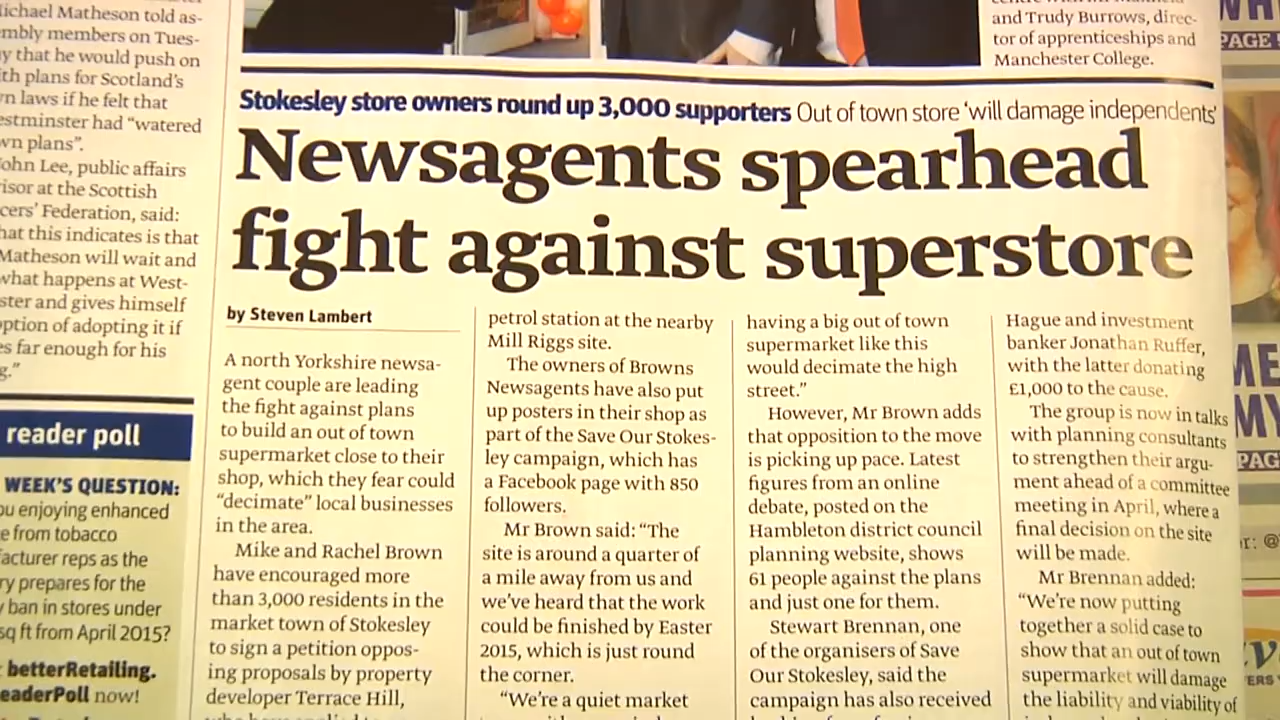 Michael Matheson told as-
sembly members on Tues-
that he would push on
with plans for Scotland's
laws if he felt that
Westminster had "watered
plans".
John Lee, public affairs
at the Scottish
Federation, said:
that this indicates is that
Matheson will wait and
what happens at West-
and gives himself
option of adopting it if
far enough for his
reader poll
WEEK'S QUESTION:
enjoying enhanced
from tobacco
reps as the
prepares for the
ban in stores under
sq ft from April 2015?
betterRetailing.
now!
and Trudy Burrows, direc-
tor of apprenticeships and
Manchester College.
Stokesley store owners round up 3,000 supporters Out of town store 'will damage independents'
Newsagents spearhead
fight against superstore
by Steven Lambert
A north Yorkshire newsa-
gent couple are leading
the fight against plans
to build an out of town
supermarket close to their
shop, which they fear could
"decimate" local businesses
in the area.
Mike and Rachel Brown
have encouraged more
than 3,000 residents in the
market town of Stokesley
to sign a petition oppos-
ing proposals by property
developer Terrace Hill,
petrol station at the nearby
Mill Riggs site.
The owners of Browns
Newsagents have also put
up posters in their shop as
part of the Save Our Stokes-
ley campaign, which has
a Facebook page with 850
followers.
Mr Brown said: "The
site is around a quarter of
a mile away from us and
we've heard that the work
could be finished by Easter
2015, which is just round
the corner.
"We're a quiet market
having a big out of town
supermarket like this
would decimate the high
street."
However, Mr Brown adds
that opposition to the move
is picking up pace. Latest
figures from an online
debate, posted on the
Hambleton district council
planning website, shows
61 people against the plans
and just one for them.
Stewart Brennan, one
of the organisers of Save
Our Stokesley, said the
campaign has also received
Hague and investment
banker Jonathan Ruffer,
with the latter donating
£1,000 to the cause.
The group is now in talks
with planning consultants
to strengthen their argu-
ment ahead of a committee
meeting in April, where a
final decision on the site
will be made.
Mr Brennan added:
"We're now putting
together a solid case to
show that an out of town
supermarket will damage
the liability and viability of
PAGE
PAG